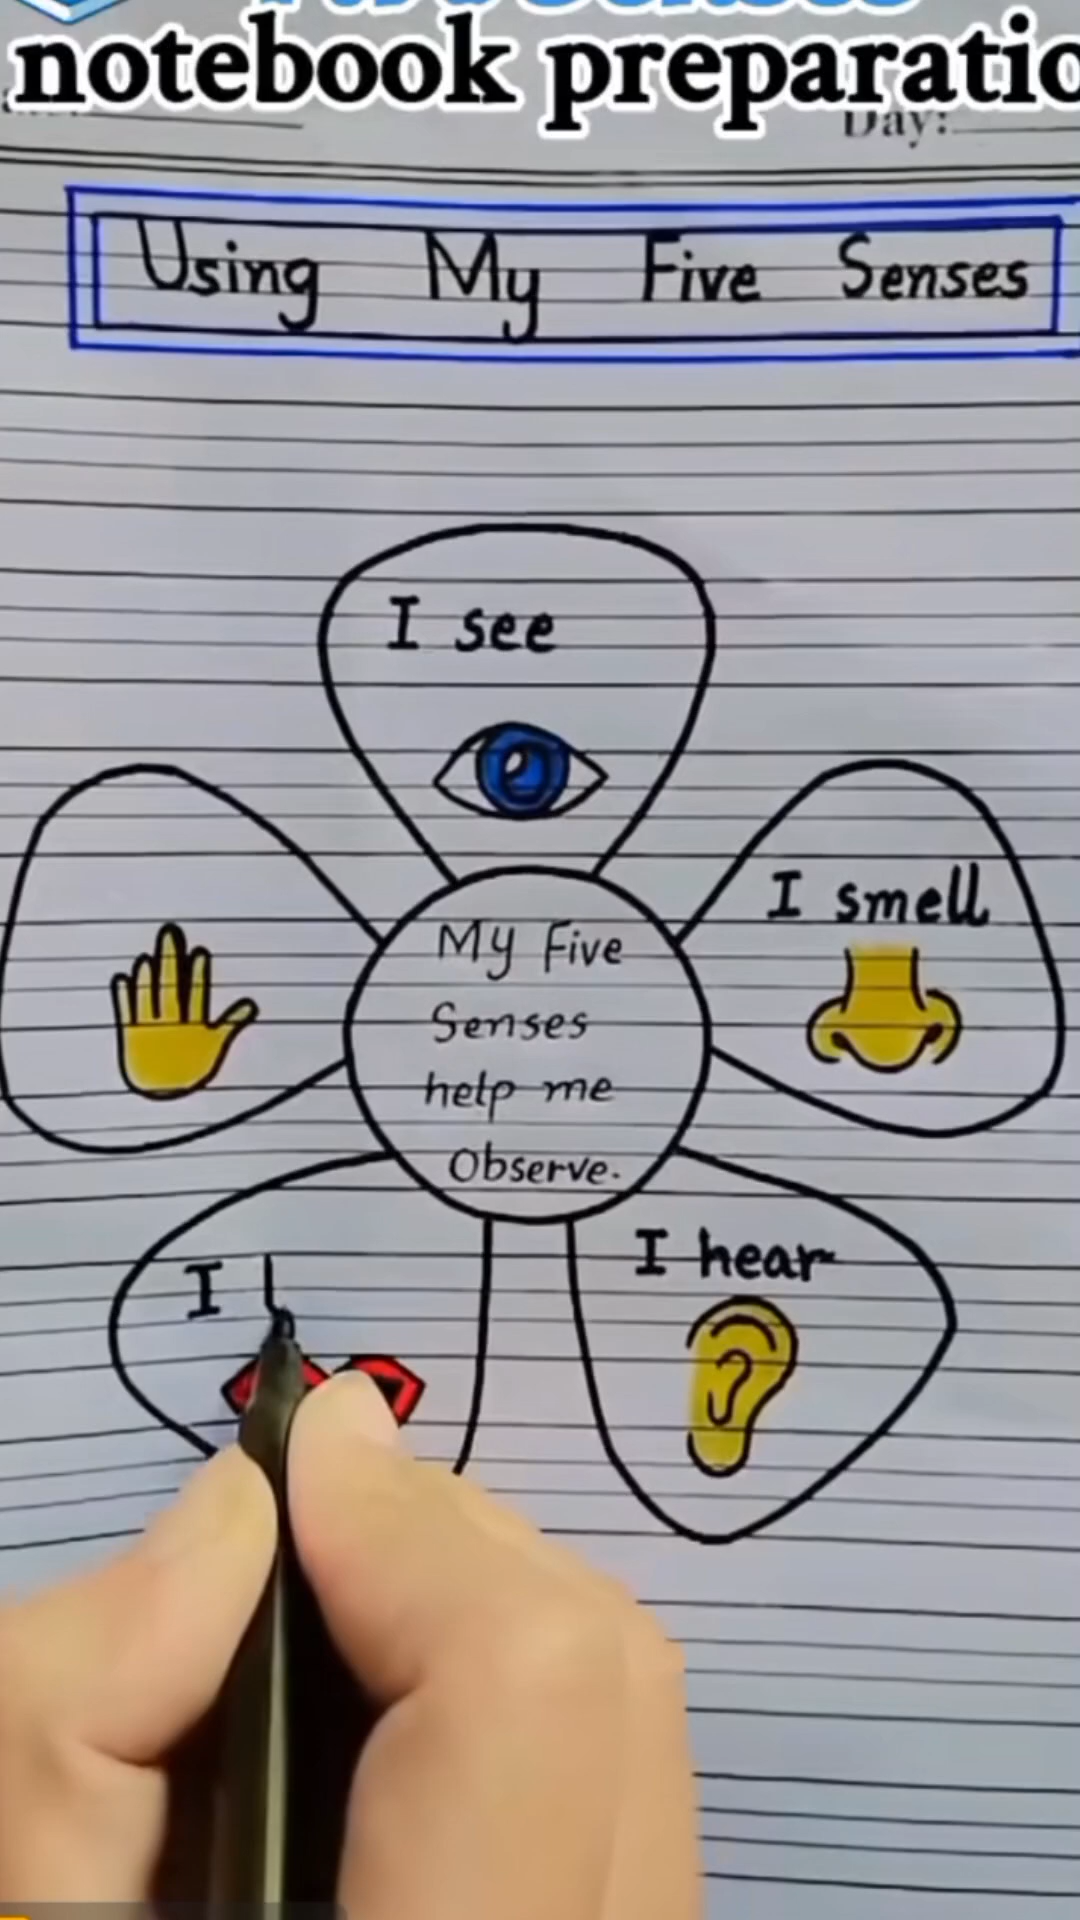 notebook preparatio
Day:
Using My Five Senses
I see
I smell
My Five
Senses
help me
Observe.
I hear
I